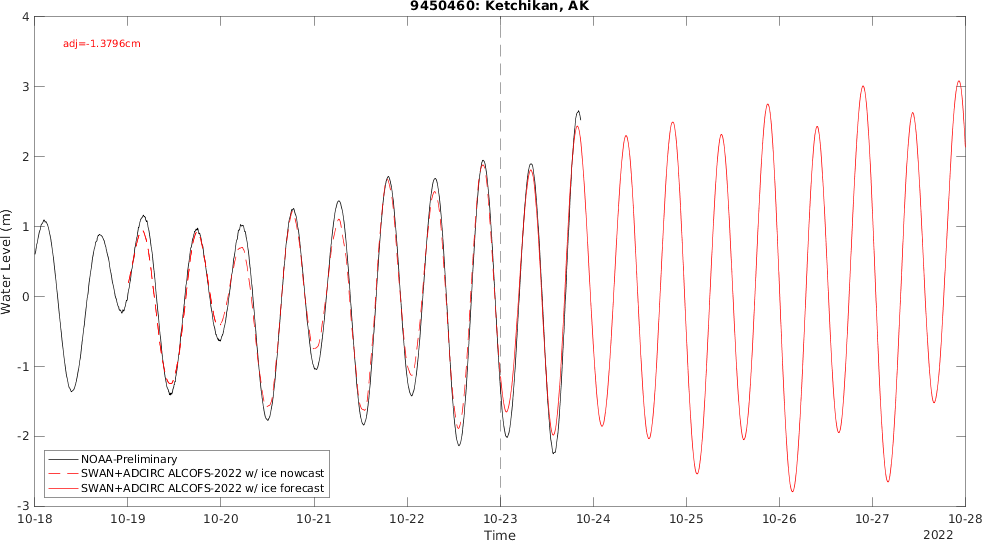 9450460: Ketchikan, AK
adj=-1.3796cm
4
3
2
1
0
-1
-2
-3
Water Level (m)
NOAA-Preliminary
SWAN+ADCIRC ALCOFS-2022 w/ ice nowcast
SWAN+ADCIRC ALCOFS-2022 w/ ice forecast
10-18 10-19 10-20 10-21 10-22 10-23 10-24 10-25 10-26 10-27 10-28
Time
2022